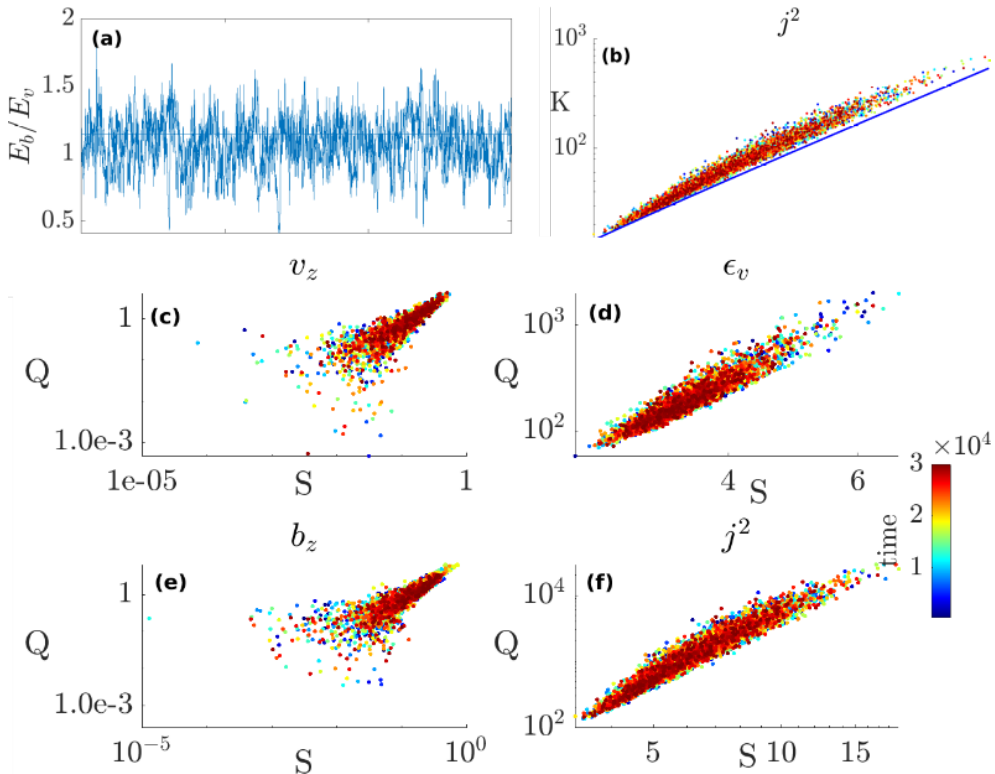 2
(a)
1.5
1
0.5
E_b/E_v
j^2
(b)
10^3
K
10^2
v_z
(c)
1
Q
1.0e-3
1e-05
S
1
ϵ_v
(d)
10^3
Q
10^2
4
S
6
×10^4
3
2
1
time
b_z
(e)
1
Q
1.0e-3
10^-5
S
10^0
j^2
(f)
10^4
Q
10^2
5
S
10
15